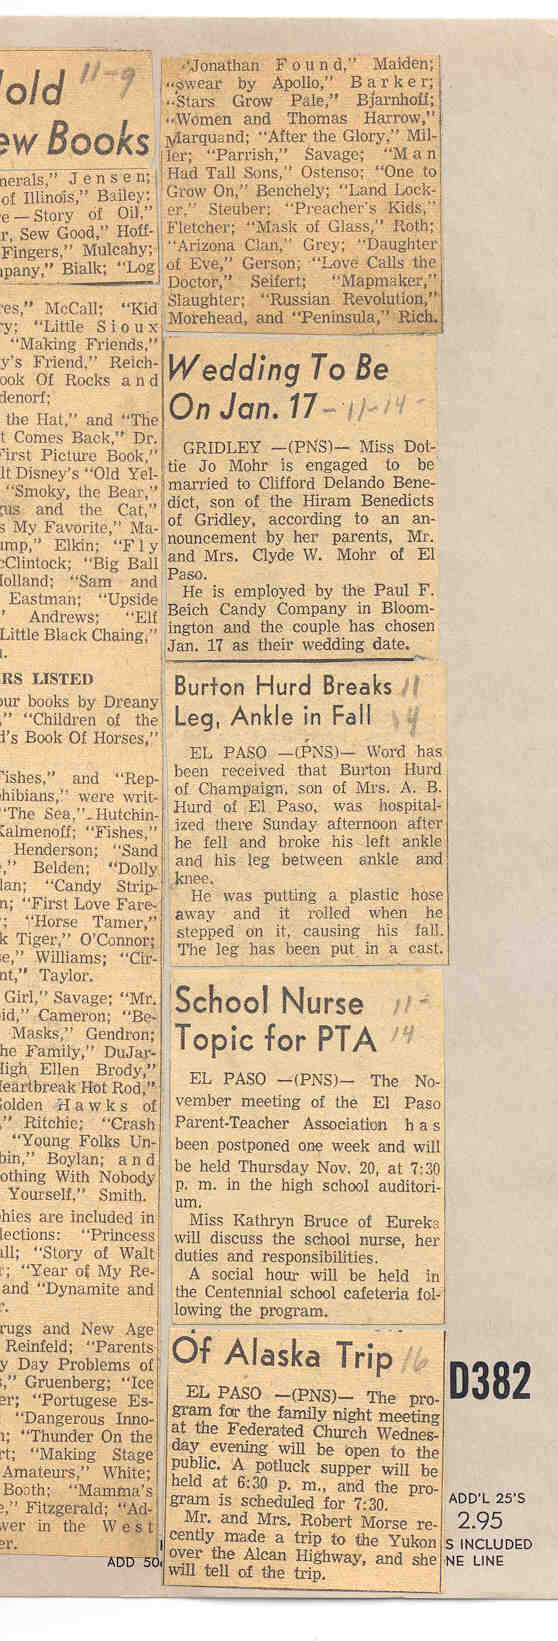 old
ew Books
11-9
nerals," Jensen;
of Illinois," Bailey;
e — Story of Oil,"
r, Sew Good," Hoff-
Fingers," Mulcahy;
mpany," Bialk; "Log
res," McCall; "Kid
ry; "Little Sioux
"Making Friends,"
y's Friend," Reich-
ook Of Rocks and
denorf;
the Hat," and "The
t Comes Back," Dr.
First Picture Book,"
lt Disney's "Old Yel-
"Smoky, the Bear,"
gus and the Cat,"
s My Favorite," Ma-
ump," Elkin; "Fly
cClintock; "Big Ball
Holland; "Sam and
Eastman; "Upside
" Andrews; "Elf
Little Black Chaing,"
RS LISTED
our books by Dreany
," "Children of the
d's Book Of Horses,"
Fishes," and "Rep-
phibians," were writ-
"The Sea," Hutchin-
Kalmenoff; "Fishes,"
Henderson; "Sand
e," Belden; "Dolly
lan; "Candy Strip-
n; "First Love Fare-
; "Horse Tamer,"
k Tiger," O'Connor;
se," Williams; "Cir-
nt," Taylor.
Girl," Savage; "Mr.
id," Cameron; "Be-
Masks," Gendron;
he Family," DuJar-
High Ellen Brody,"
Heartbreak Hot Rod,"
Golden Hawks of
," Ritchie; "Crash
"Young Folks Un-
bin," Boylan; and
othing With Nobody
Yourself," Smith.
hies are included in
lections: "Princess
all; "Story of Walt
r; "Year of My Re-
and "Dynamite and
r.
rugs and New Age
Reinfeld; "Parents
y Day Problems of
s," Gruenberg; "Ice
er; "Portugese Es-
"Dangerous Inno-
n; "Thunder On the
rt; "Making Stage
Amateurs," White;
Booth; "Mamma's
e," Fitzgerald; "Ad-
wer in the West
er.
ADD 50
"Jonathan Found," Maiden;
"Swear by Apollo," Barker;
"Stars Grow Pale," Bjarnhoff;
"Women and Thomas Harrow,"
Marquand; "After the Glory," Mil-
ler; "Parrish," Savage; "Man
Had Tall Sons," Ostenso; "One to
Grow On," Benchely; "Land Lock-
er," Steuber; "Preacher's Kids,"
Fletcher; "Mask of Glass," Roth;
"Arizona Clan," Grey; "Daughter
of Eve," Gerson; "Love Calls the
Doctor," Seifert; "Mapmaker,"
Slaughter; "Russian Revolution,"
Morehead, and "Peninsula," Rich.
Wedding To Be
On Jan. 17 - 11-14-
GRIDLEY —(PNS)— Miss Dot-
tie Jo Mohr is engaged to be
married to Clifford Delando Bene-
dict, son of the Hiram Benedicts
of Gridley, according to an an-
nouncement by her parents, Mr.
and Mrs. Clyde W. Mohr of El
Paso.
He is employed by the Paul F.
Beich Candy Company in Bloom-
ington and the couple has chosen
Jan. 17 as their wedding date.
Burton Hurd Breaks 11
Leg, Ankle in Fall 14
EL PASO —(PNS)— Word has
been received that Burton Hurd
of Champaign, son of Mrs. A. B.
Hurd of El Paso, was hospital-
ized there Sunday afternoon after
he fell and broke his left ankle
and his leg between ankle and
knee.
He was putting a plastic hose
away and it rolled when he
stepped on it, causing his fall.
The leg has been put in a cast.
School Nurse 11-
Topic for PTA 14
EL PASO —(PNS)— The No-
vember meeting of the El Paso
Parent-Teacher Association has
been postponed one week and will
be held Thursday Nov. 20, at 7:30
p. m. in the high school auditori-
um.
Miss Kathryn Bruce of Eureka
will discuss the school nurse, her
duties and responsibilities.
A social hour will be held in
the Centennial school cafeteria fol-
lowing the program.
Of Alaska Trip 16
EL PASO —(PNS)— The pro-
gram for the family night meeting
at the Federated Church Wednes-
day evening will be open to the
public. A potluck supper will be
held at 6:30 p. m., and the pro-
gram is scheduled for 7:30.
Mr. and Mrs. Robert Morse re-
cently made a trip to the Yukon
over the Alcan Highway, and she
will tell of the trip.
D382
ADD'L 25'S
2.95
S INCLUDED
NE LINE